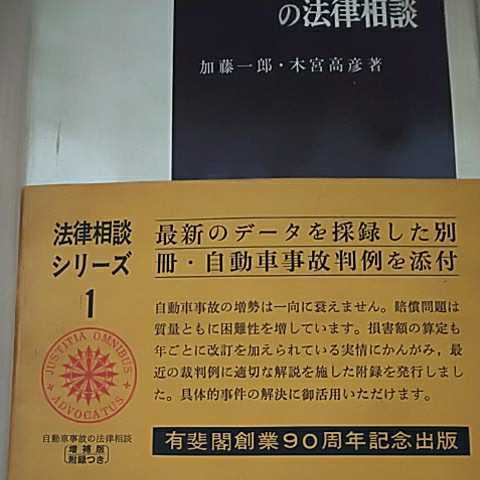 の法律相談
加藤一郎・木宮高彦著
法律相談
シリーズ
1
JUSTITIA OMNIBUS
ADVOCATUS
自動車事故の法律相談
増補版
附録つき
最新のデータを採録した別
冊・自動車事故判例を添付
自動車事故の増勢は一向に衰えません。賠償問題は
質量ともに困難性を増しています。損害額の算定も
年ごとに改訂を加えられている実情にかんがみ，最
近の裁判例に適切な解説を施した附録を発行しまし
た。具体的事件の解決に御活用いただけます。
有斐閣創業90周年記念出版